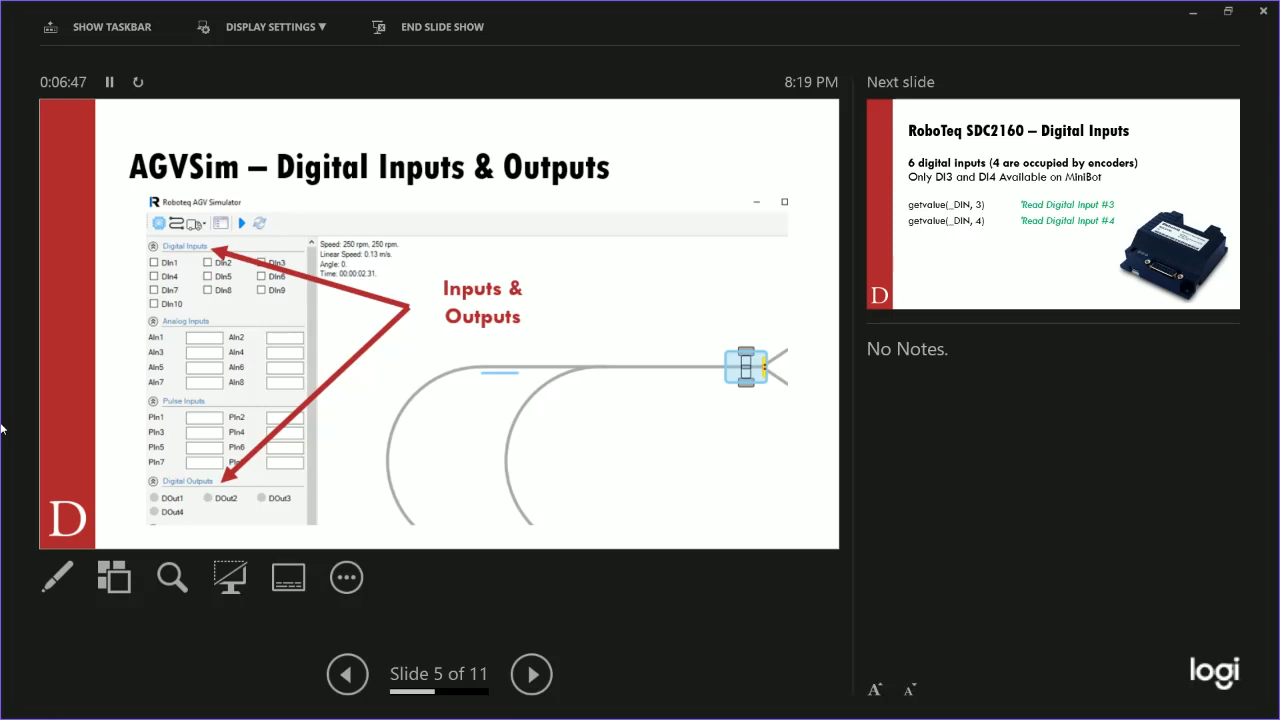 SHOW TASKBAR DISPLAY SETTINGS ▼ END SLIDE SHOW
0:06:47 8:19 PM
AGVSim – Digital Inputs & Outputs
Roboteq AGV Simulator
Digital Inputs
DIn1 DIn2 DIn3
DIn4 DIn5 DIn6
DIn7 DIn8 DIn9
DIn10
Analog Inputs
AIn1 AIn2
AIn3 AIn4
AIn5 AIn6
AIn7 AIn8
Pulse Inputs
PIn1 PIn2
PIn3 PIn4
PIn5 PIn6
PIn7
Digital Outputs
DOut1 DOut2 DOut3
DOut4
Speed: 250 rpm, 250 rpm.
Linear Speed: 0.13 m/s.
Angle: 0.
Time: 00:00:02.31.
Inputs &
Outputs
D
Slide 5 of 11
Next slide
RoboTeq SDC2160 – Digital Inputs
6 digital inputs (4 are occupied by encoders)
Only DI3 and DI4 Available on MiniBot
getvalue(_DIN, 3) 'Read Digital Input #3
getvalue(_DIN, 4) 'Read Digital Input #4
D
No Notes.
A A
logi